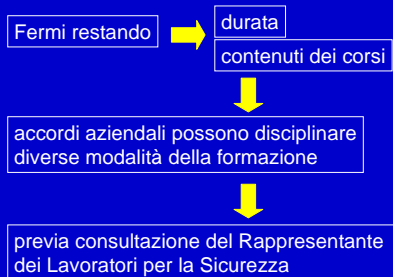 Fermi restando
durata
contenuti dei corsi
accordi aziendali possono disciplinare
diverse modalità della formazione
previa consultazione del Rappresentante
dei Lavoratori per la Sicurezza